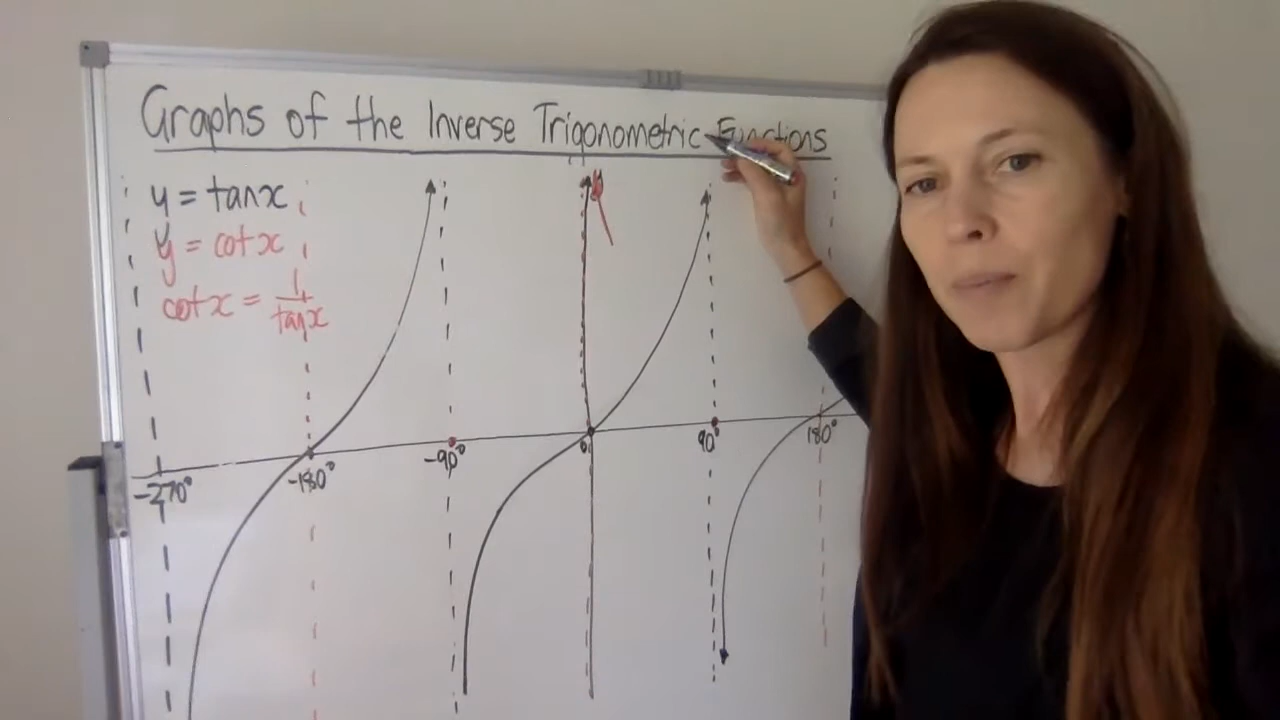 Graphs of the Inverse Trigonometric Functions
y = tanx
y = cotx
cotx = 1/tanx
-270° -180° -90° 0 90° 180°